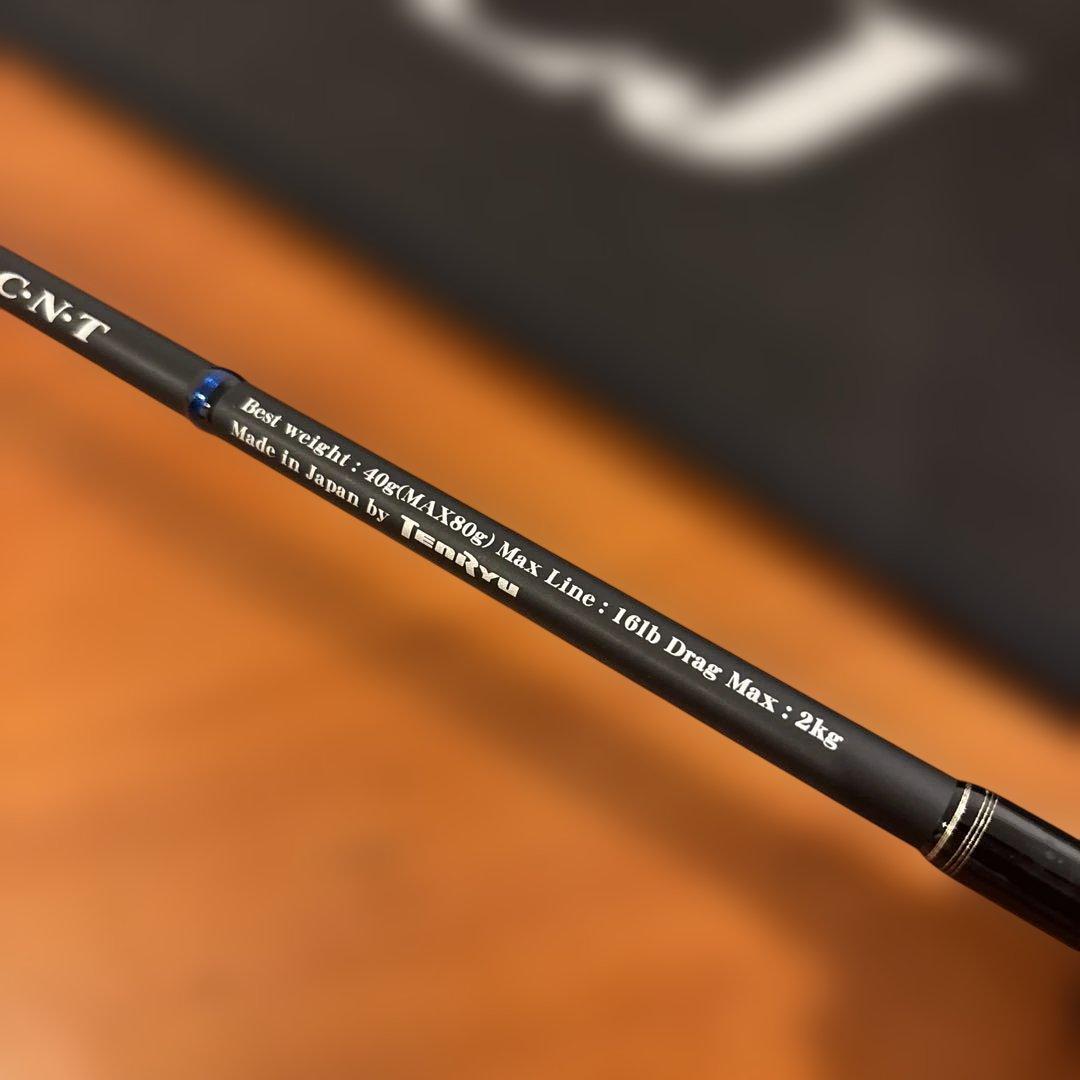 C·N·T
Best weight : 40g(MAX80g) Max Line : 16lb Drag Max : 2kg
Made in Japan by TenRyu